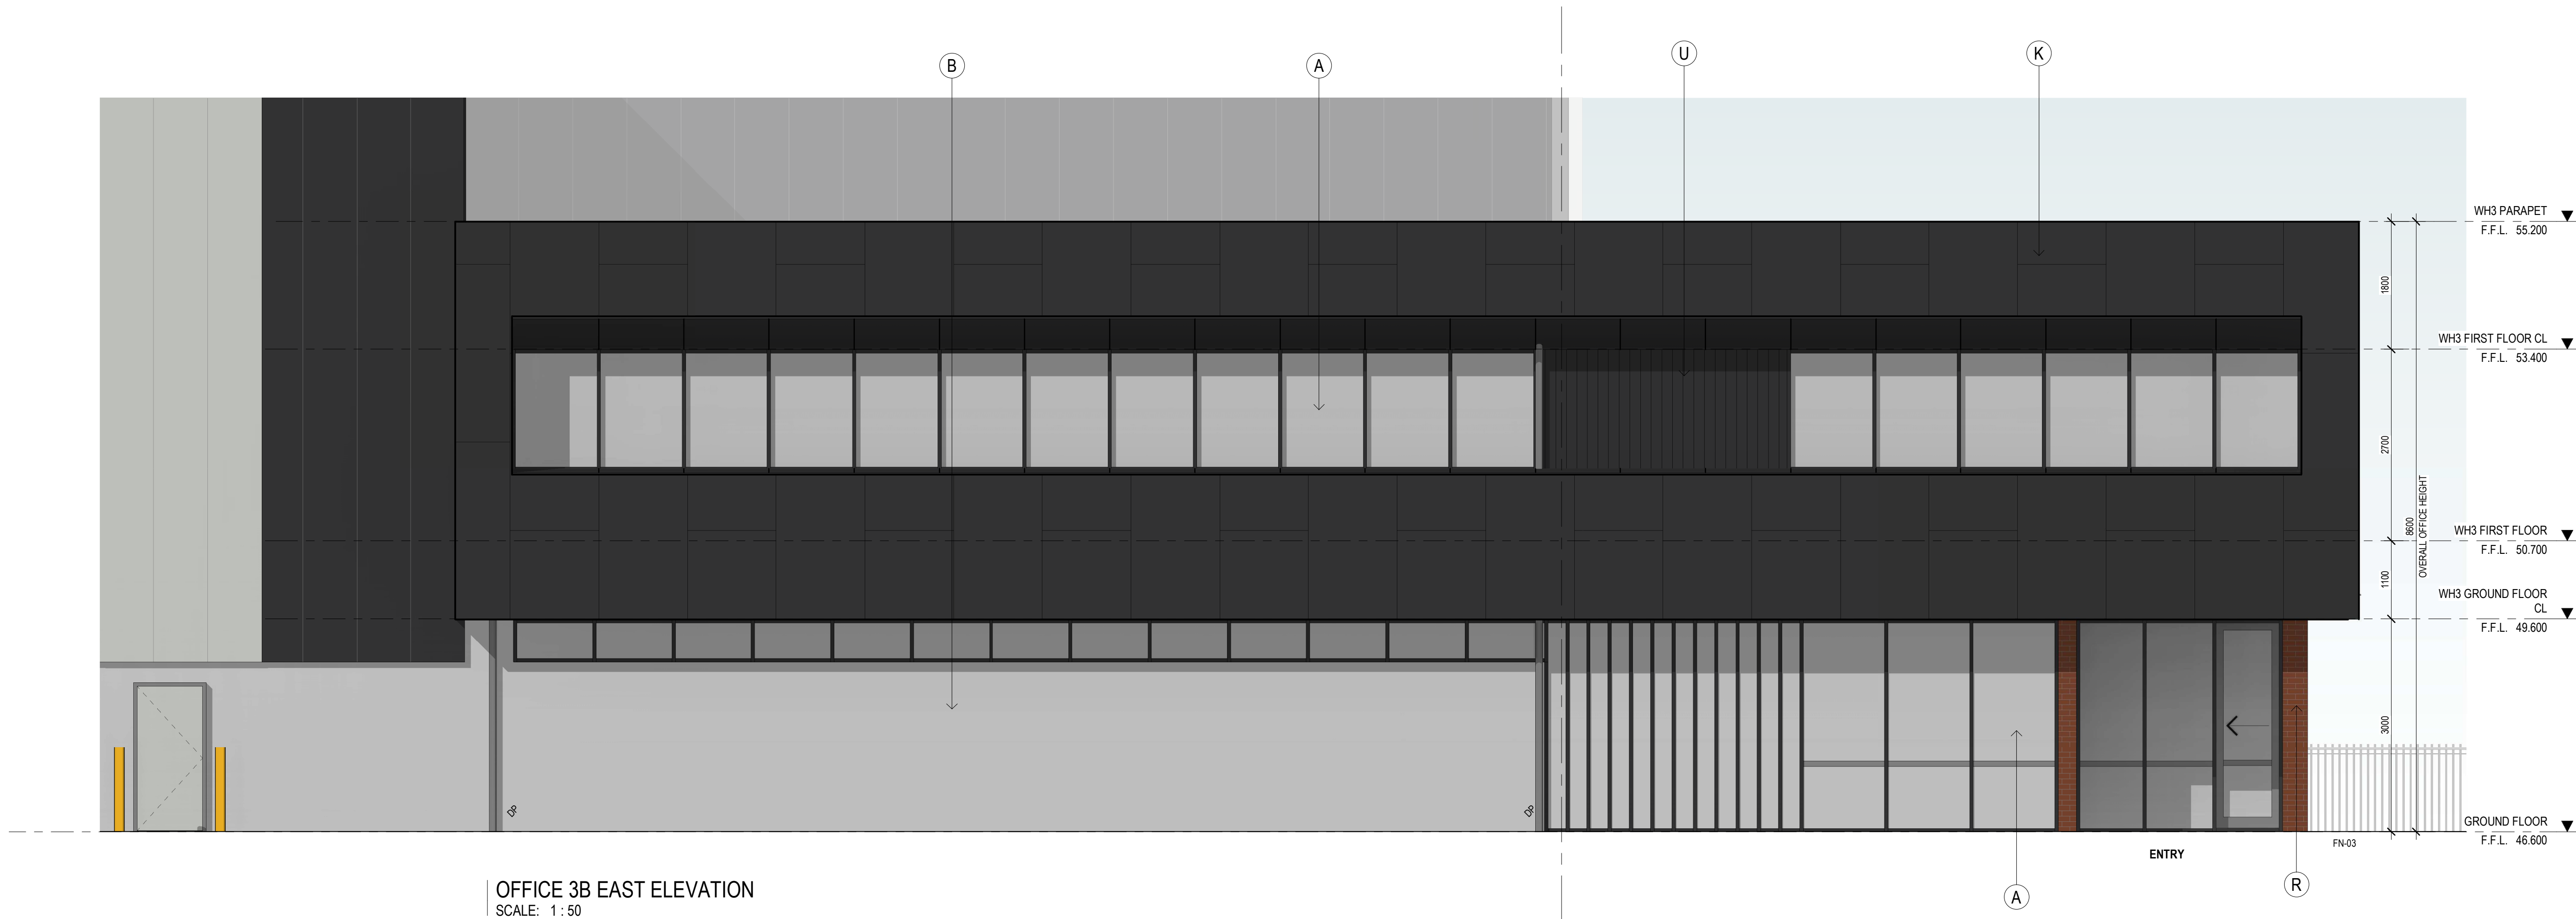 B
A
U
K
WH3 PARAPET
F.F.L. 55.200
1800
WH3 FIRST FLOOR CL
F.F.L. 53.400
2700
8600
OVERALL OFFICE HEIGHT
WH3 FIRST FLOOR
F.F.L. 50.700
1100
WH3 GROUND FLOOR
CL
F.F.L. 49.600
3000
DP
DP
GROUND FLOOR
F.F.L. 46.600
FN-03
ENTRY
A
R
OFFICE 3B EAST ELEVATION
SCALE: 1 : 50